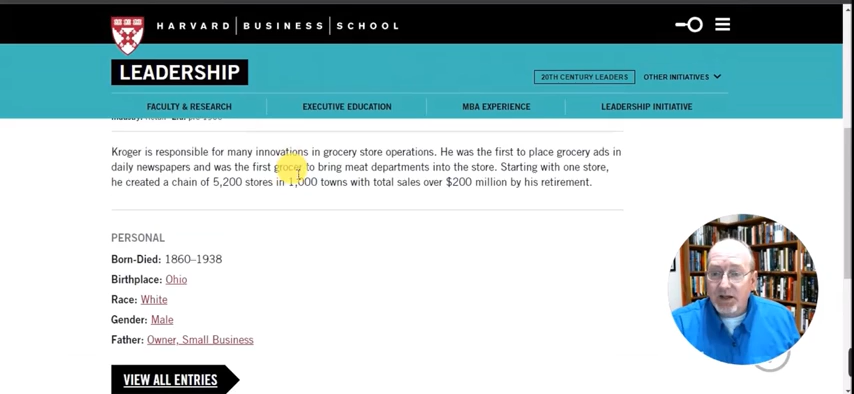 HARVARD | BUSINESS | SCHOOL
LEADERSHIP
20TH CENTURY LEADERS
OTHER INITIATIVES
FACULTY & RESEARCH
EXECUTIVE EDUCATION
MBA EXPERIENCE
LEADERSHIP INITIATIVE
Kroger is responsible for many innovations in grocery store operations. He was the first to place grocery ads in
daily newspapers and was the first grocer to bring meat departments into the store. Starting with one store,
he created a chain of 5,200 stores in 1,000 towns with total sales over $200 million by his retirement.
PERSONAL
Born-Died: 1860–1938
Birthplace: Ohio
Race: White
Gender: Male
Father: Owner, Small Business
VIEW ALL ENTRIES